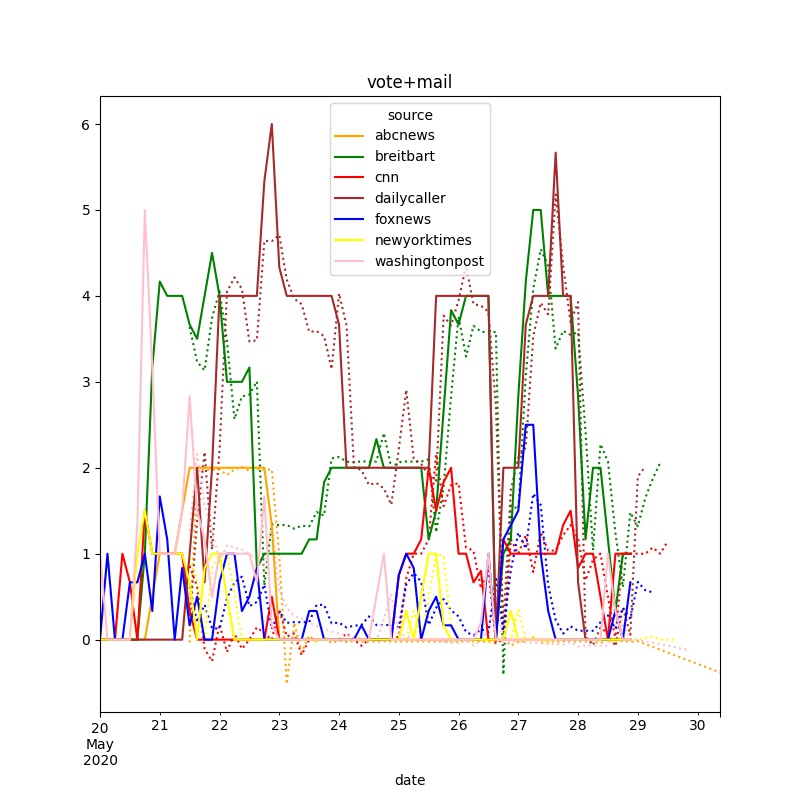 vote+mail
source
abcnews
breitbart
cnn
dailycaller
foxnews
newyorktimes
washingtonpost
6
5
4
3
2
1
0
20 21 22 23 24 25 26 27 28 29 30
May
2020
date